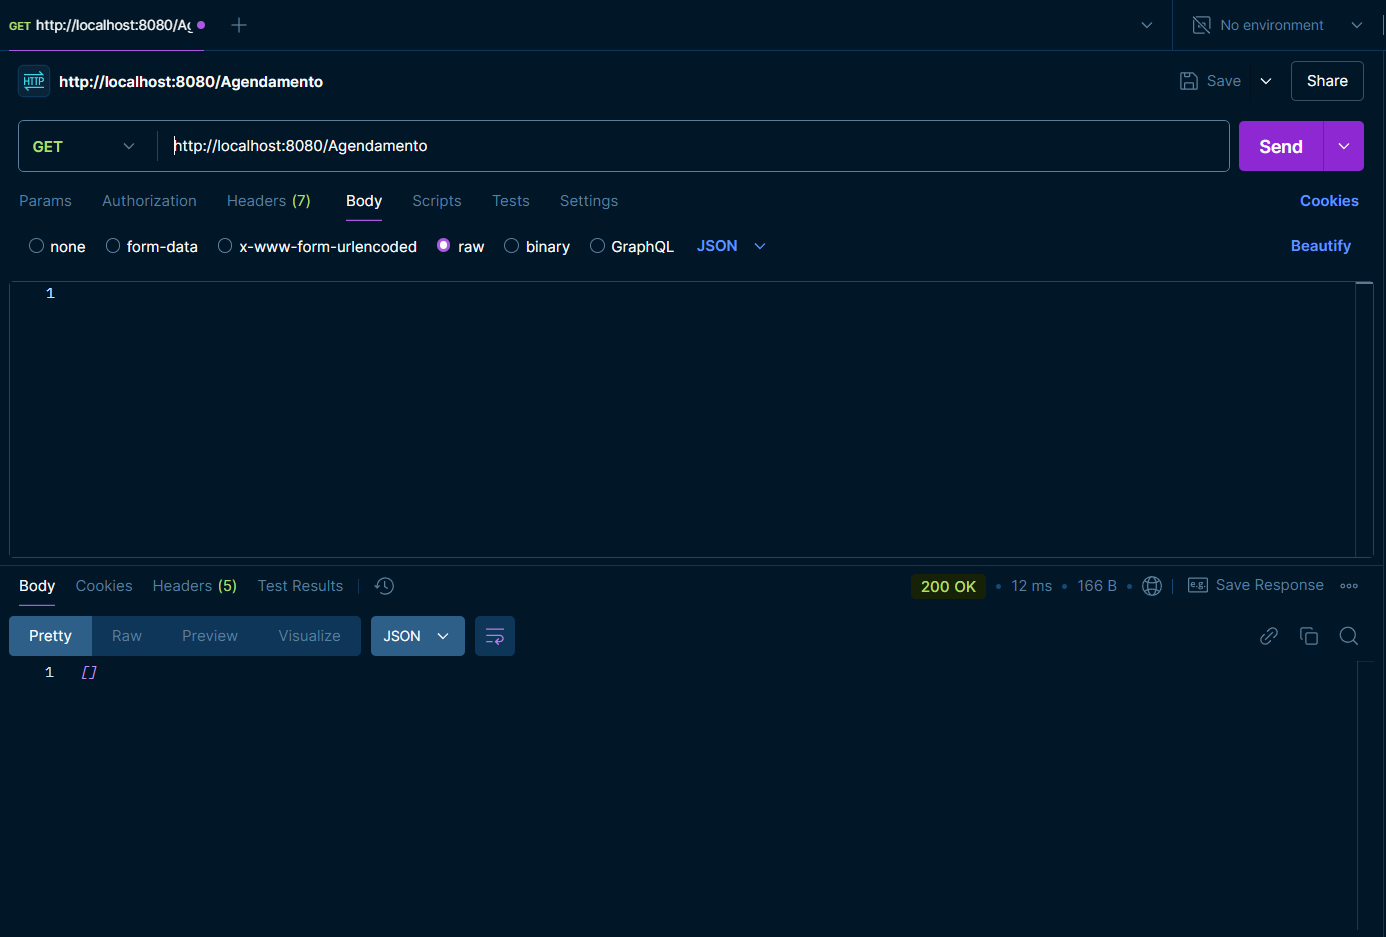 GET http://localhost:8080/Ag
No environment
HTTP http://localhost:8080/Agendamento
Save
Share
GET http://localhost:8080/Agendamento
Send
Params Authorization Headers (7) Body Scripts Tests Settings Cookies
none form-data x-www-form-urlencoded raw binary GraphQL JSON Beautify
1
Body Cookies Headers (5) Test Results 200 OK • 12 ms • 166 B • e.g. Save Response
Pretty Raw Preview Visualize JSON
1 []